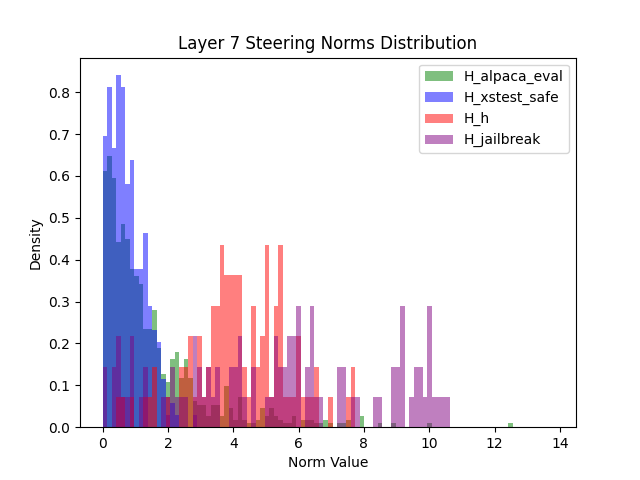 Layer 7 Steering Norms Distribution
H_alpaca_eval
H_xstest_safe
H_h
H_jailbreak
Density
0.8
0.7
0.6
0.5
0.4
0.3
0.2
0.1
0.0
0 2 4 6 8 10 12 14
Norm Value